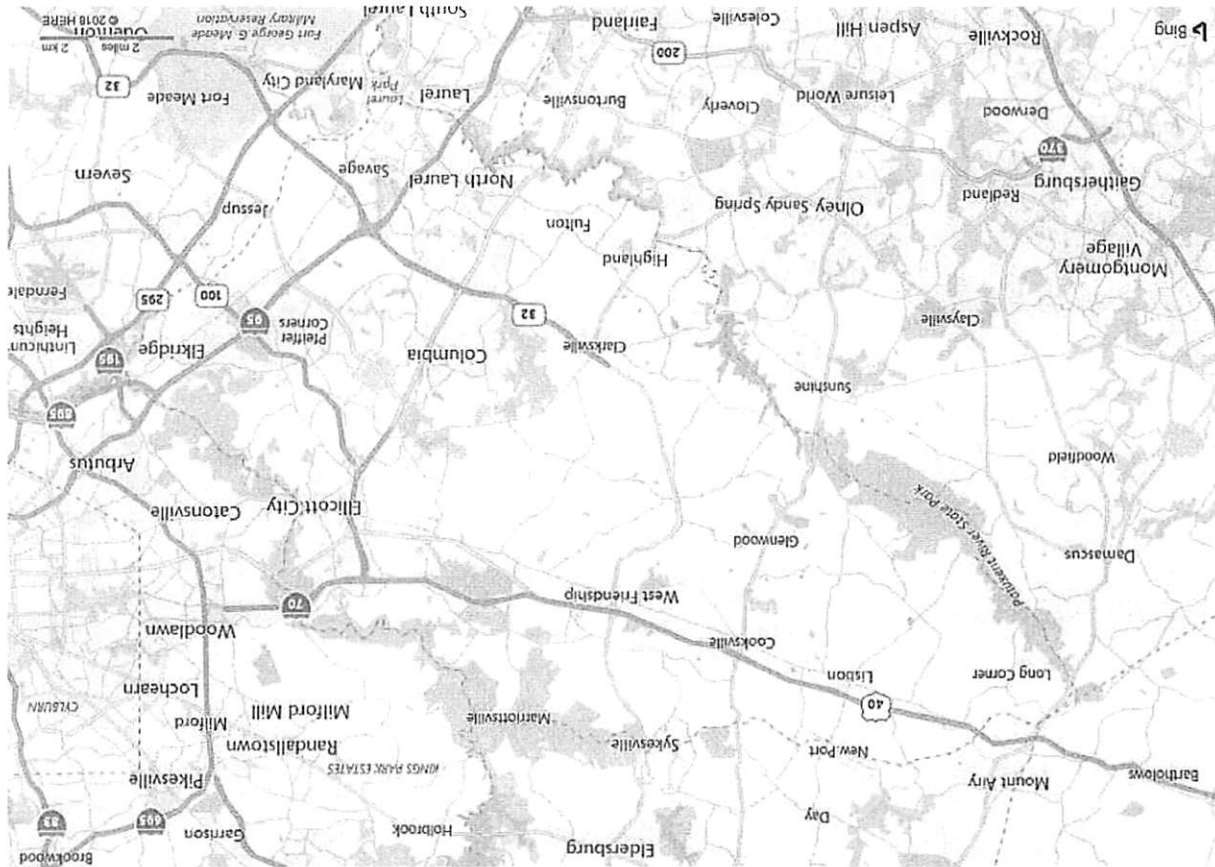 Brookwood
83
695
Garrison
Holbrook
Eldersburg
Day
Mount Airy
Bartholows
Pikesville
KINGS PARK ESTATES
Randallstown
Milford
Milford Mill
Lochearn
CYLBURN
Marriottsville
Sykesville
New Port
40
Lisbon
Long Corner
Woodlawn
70
Cooksville
West Friendship
Glenwood
Damascus
Patuxent River State Park
Catonsville
Ellicott City
Arbutus
Woodfield
895
195
Elkridge
Linthicum
Heights
Ferndale
Pfeiffer
Corners
95
100
295
Columbia
Clarksville
32
Sunshine
Claysville
Montgomery
Village
Highland
Fulton
Jessup
Severn
Savage
North Laurel
Olney Sandy Spring
Redland
Gaithersburg
370
Derwood
Leisure World
Cloverly
Burtonsville
Laurel
Laurel
Park
Maryland City
Fort Meade
32
200
Rockville
Aspen Hill
Colesville
Fairland
South Laurel
Fort George G. Meade
Military Reservation
Odenton
2 miles
2 km
© 2018 HERE
Bing